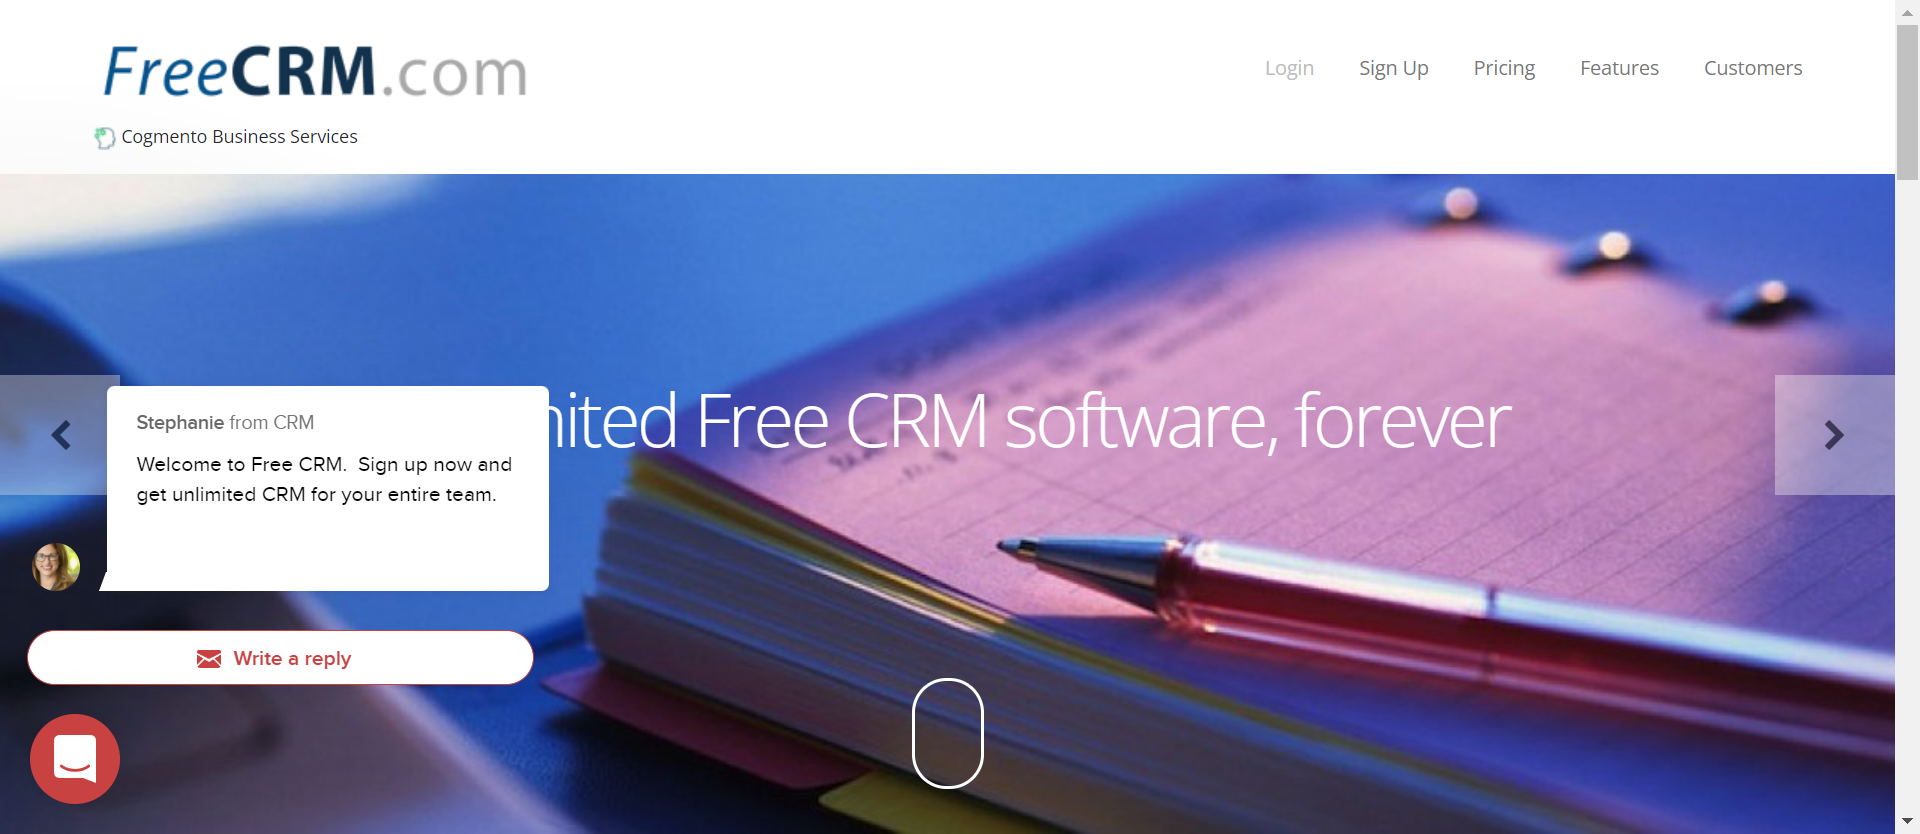 FreeCRM.com
Login Sign Up Pricing Features Customers
Cogmento Business Services
nited Free CRM software, forever
Stephanie from CRM
Welcome to Free CRM. Sign up now and
get unlimited CRM for your entire team.
Write a reply